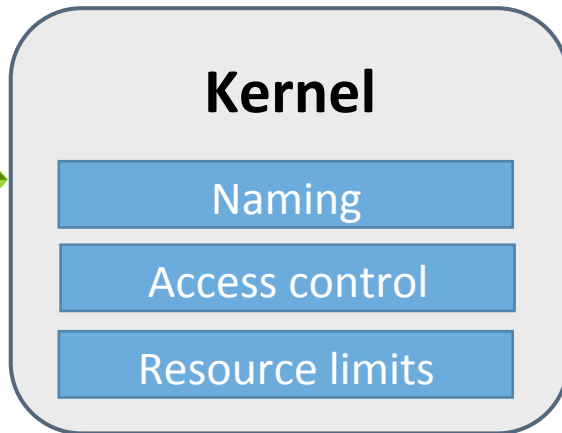 Kernel
Naming
Access control
Resource limits